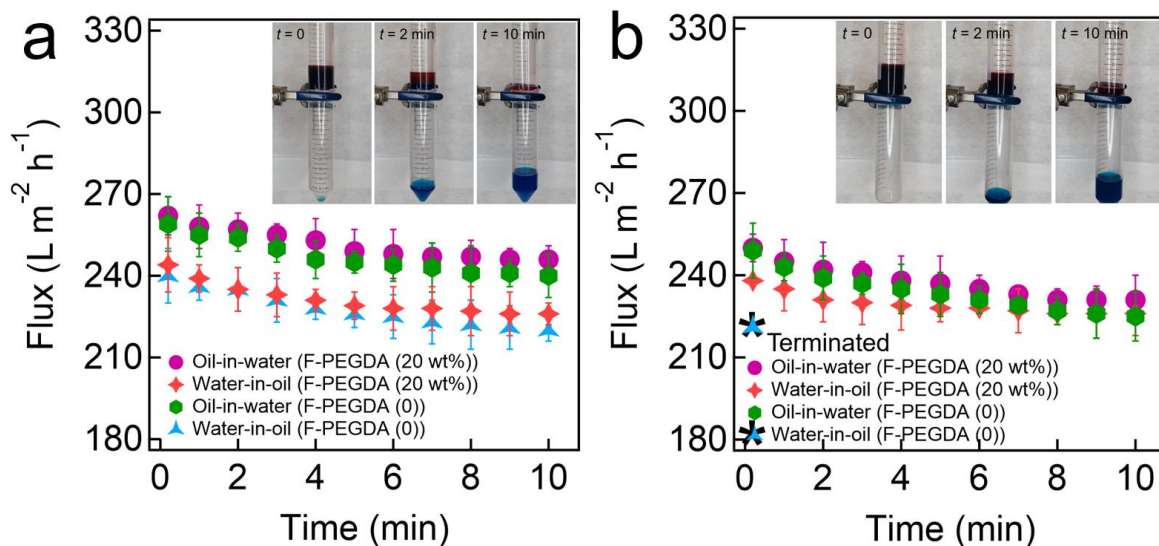 a
t = 0
t = 2 min
t = 10 min
330
300
270
240
210
180
Flux (L m-2 h-1)
Oil-in-water (F-PEGDA (20 wt%))
Water-in-oil (F-PEGDA (20 wt%))
Oil-in-water (F-PEGDA (0))
Water-in-oil (F-PEGDA (0))
0 2 4 6 8 10
Time (min)
b
t = 0
t = 2 min
t = 10 min
330
300
270
240
210
180
Flux (L m-2 h-1)
Terminated
Oil-in-water (F-PEGDA (20 wt%))
Water-in-oil (F-PEGDA (20 wt%))
Oil-in-water (F-PEGDA (0))
Water-in-oil (F-PEGDA (0))
0 2 4 6 8 10
Time (min)